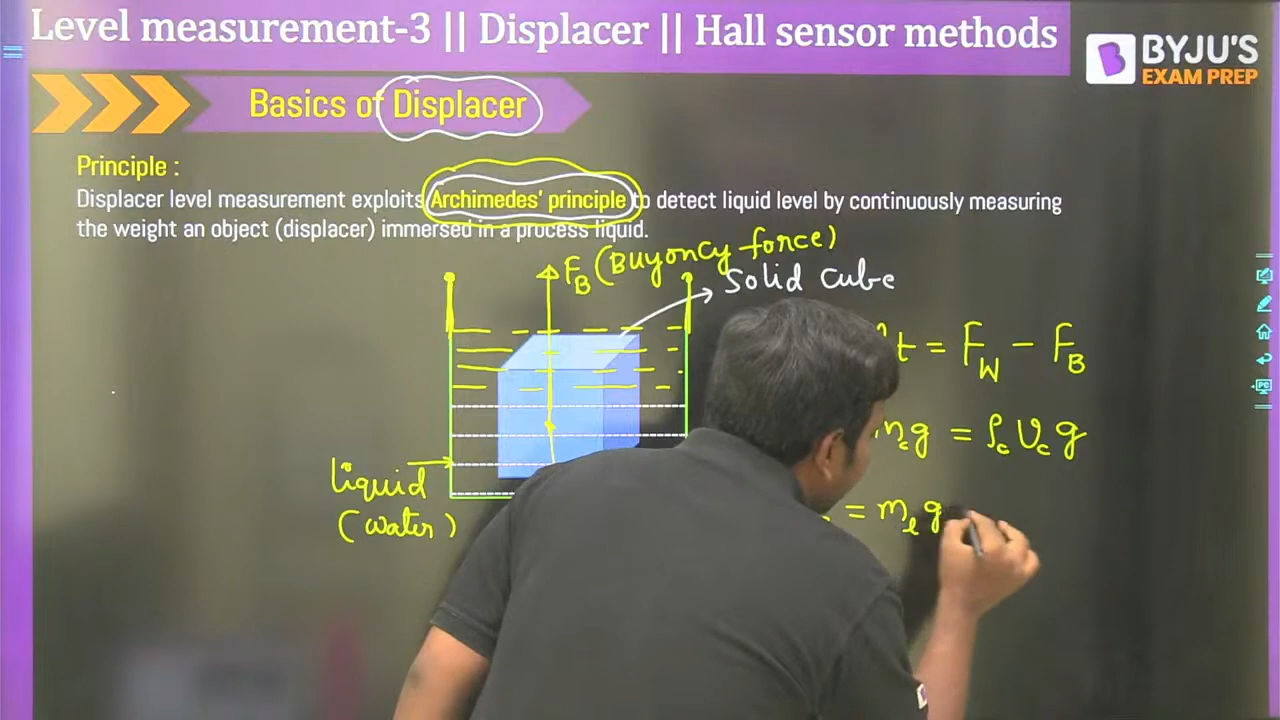 Level measurement-3 || Displacer || Hall sensor methods
BYJU'S
EXAM PREP
Basics of Displacer
Principle :
Displacer level measurement exploits Archimedes' principle to detect liquid level by continuously measuring
the weight an object (displacer) immersed in a process liquid.
F_B (Buyoncy force)
Solid cube
t = F_W - F_B
m_c g = ρ_c V_c g
= m_l g
liquid
(water)
PC